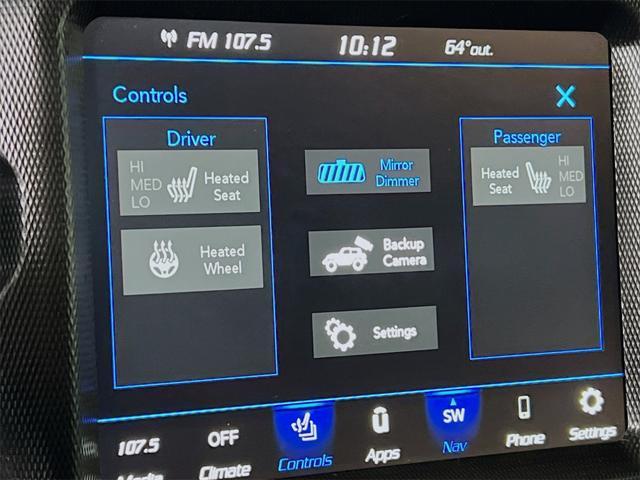 FM 107.5
10:12
64°out.
Controls
X
Driver
HI
MED
LO
Heated
Seat
Heated
Wheel
Mirror
Dimmer
Backup
Camera
Settings
Passenger
Heated
Seat
HI
MED
LO
107.5
Media
OFF
Climate
Controls
Apps
SW
Nav
Phone
Settings